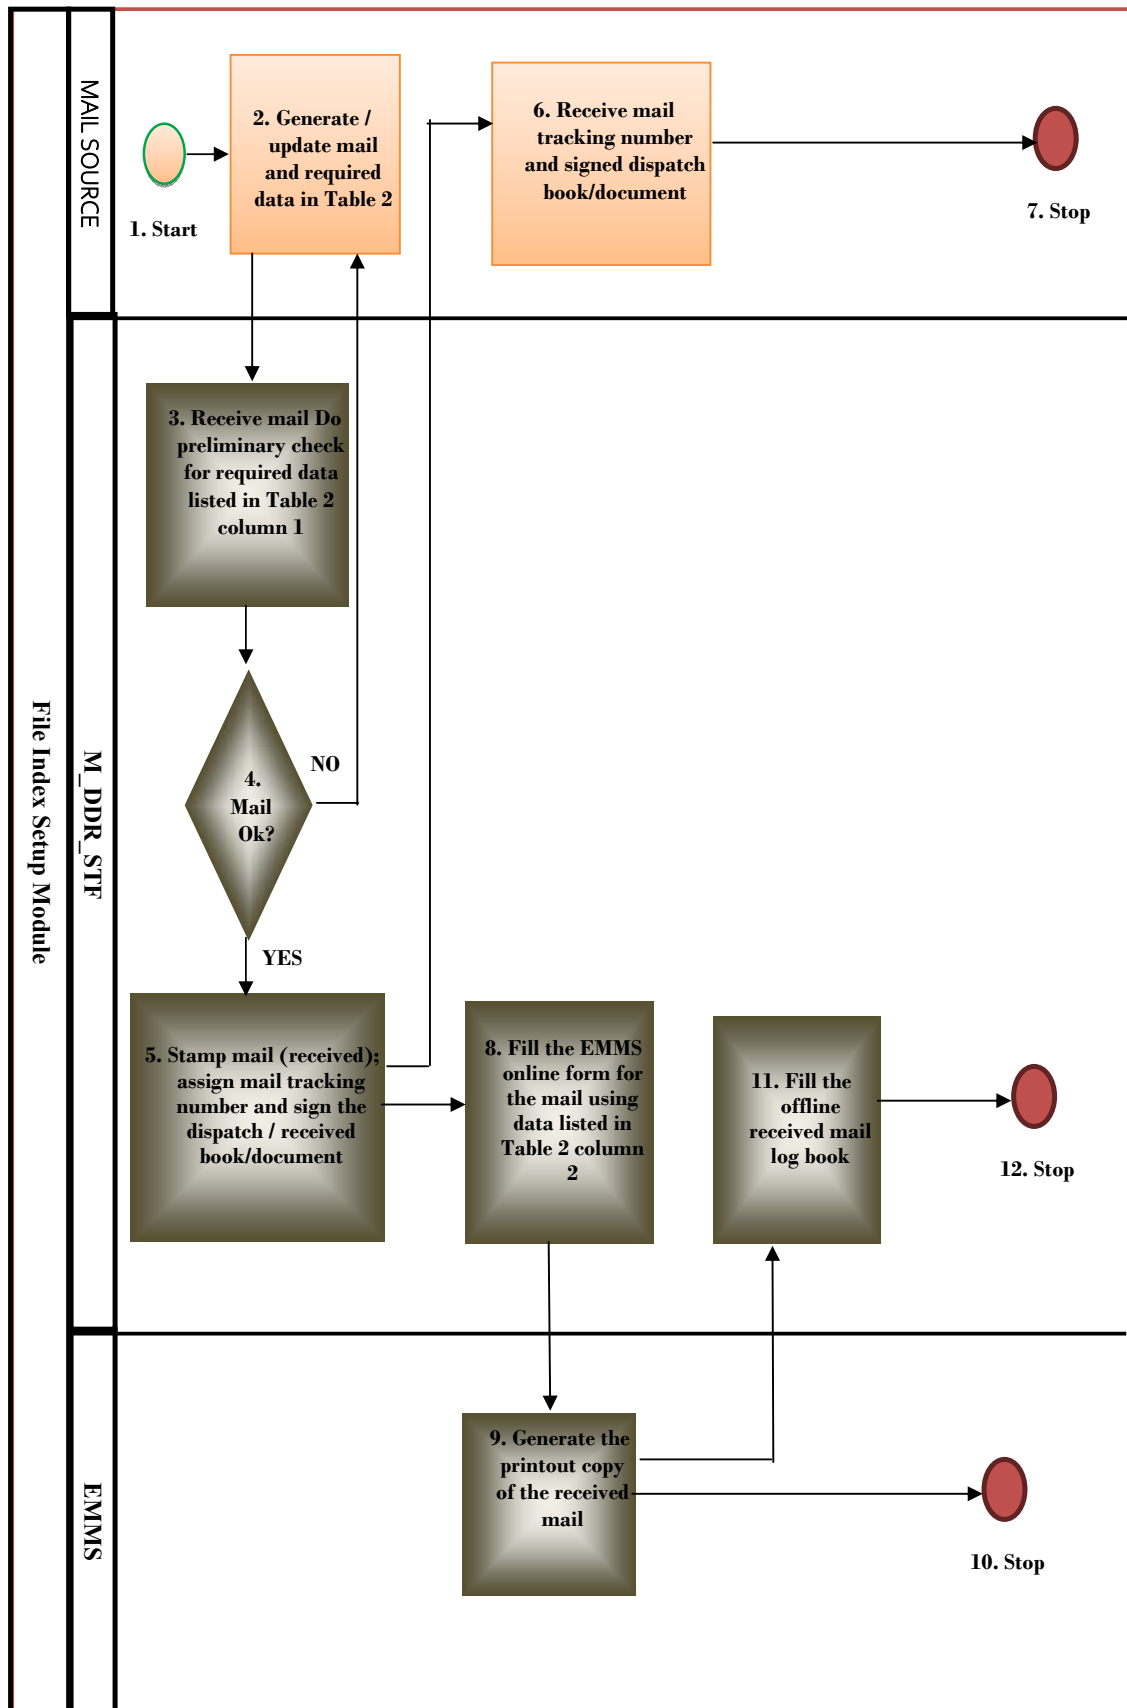 File Index Setup Module
MAIL SOURCE
1. Start
2. Generate /
update mail
and required
data in Table 2
6. Receive mail
tracking number
and signed dispatch
book/document
7. Stop
M_DDR_STF
3. Receive mail Do
preliminary check
for required data
listed in Table 2
column 1
4.
Mail
Ok?
NO
YES
5. Stamp mail (received);
assign mail tracking
number and sign the
dispatch / received
book/document
8. Fill the EMMS
online form for
the mail using
data listed in
Table 2 column
2
11. Fill the
offline
received mail
log book
12. Stop
EMMS
9. Generate the
printout copy
of the received
mail
10. Stop